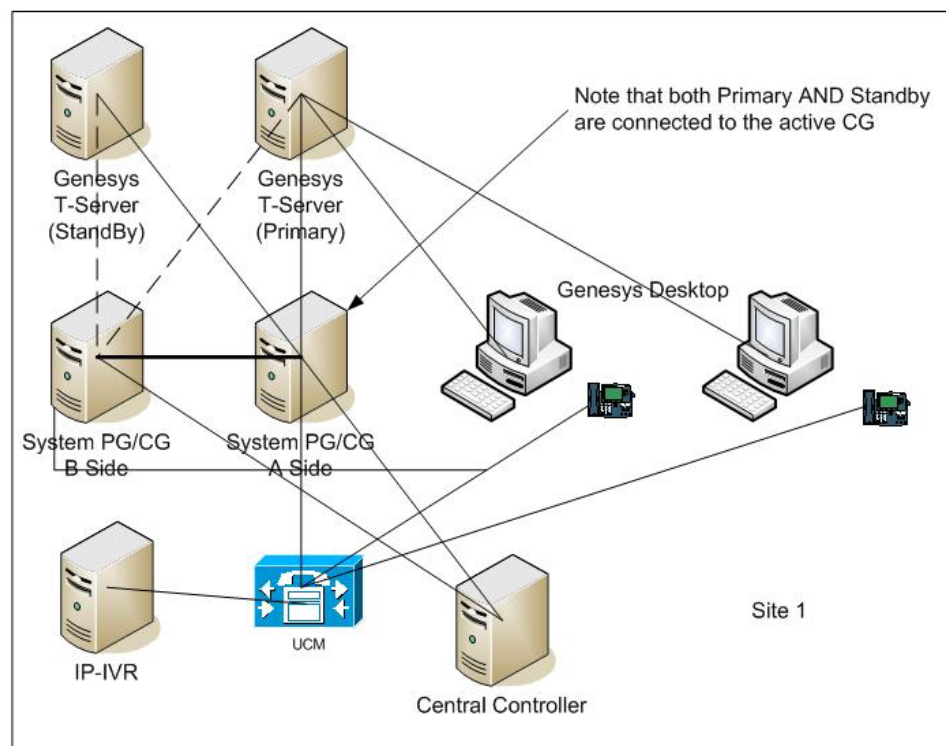 Note that both Primary AND Standby
are connected to the active CG
Genesys
T-Server
(StandBy)
Genesys
T-Server
(Primary)
Genesys Desktop
System PG/CG
B Side
System PG/CG
A Side
Site 1
UCM
IP-IVR
Central Controller